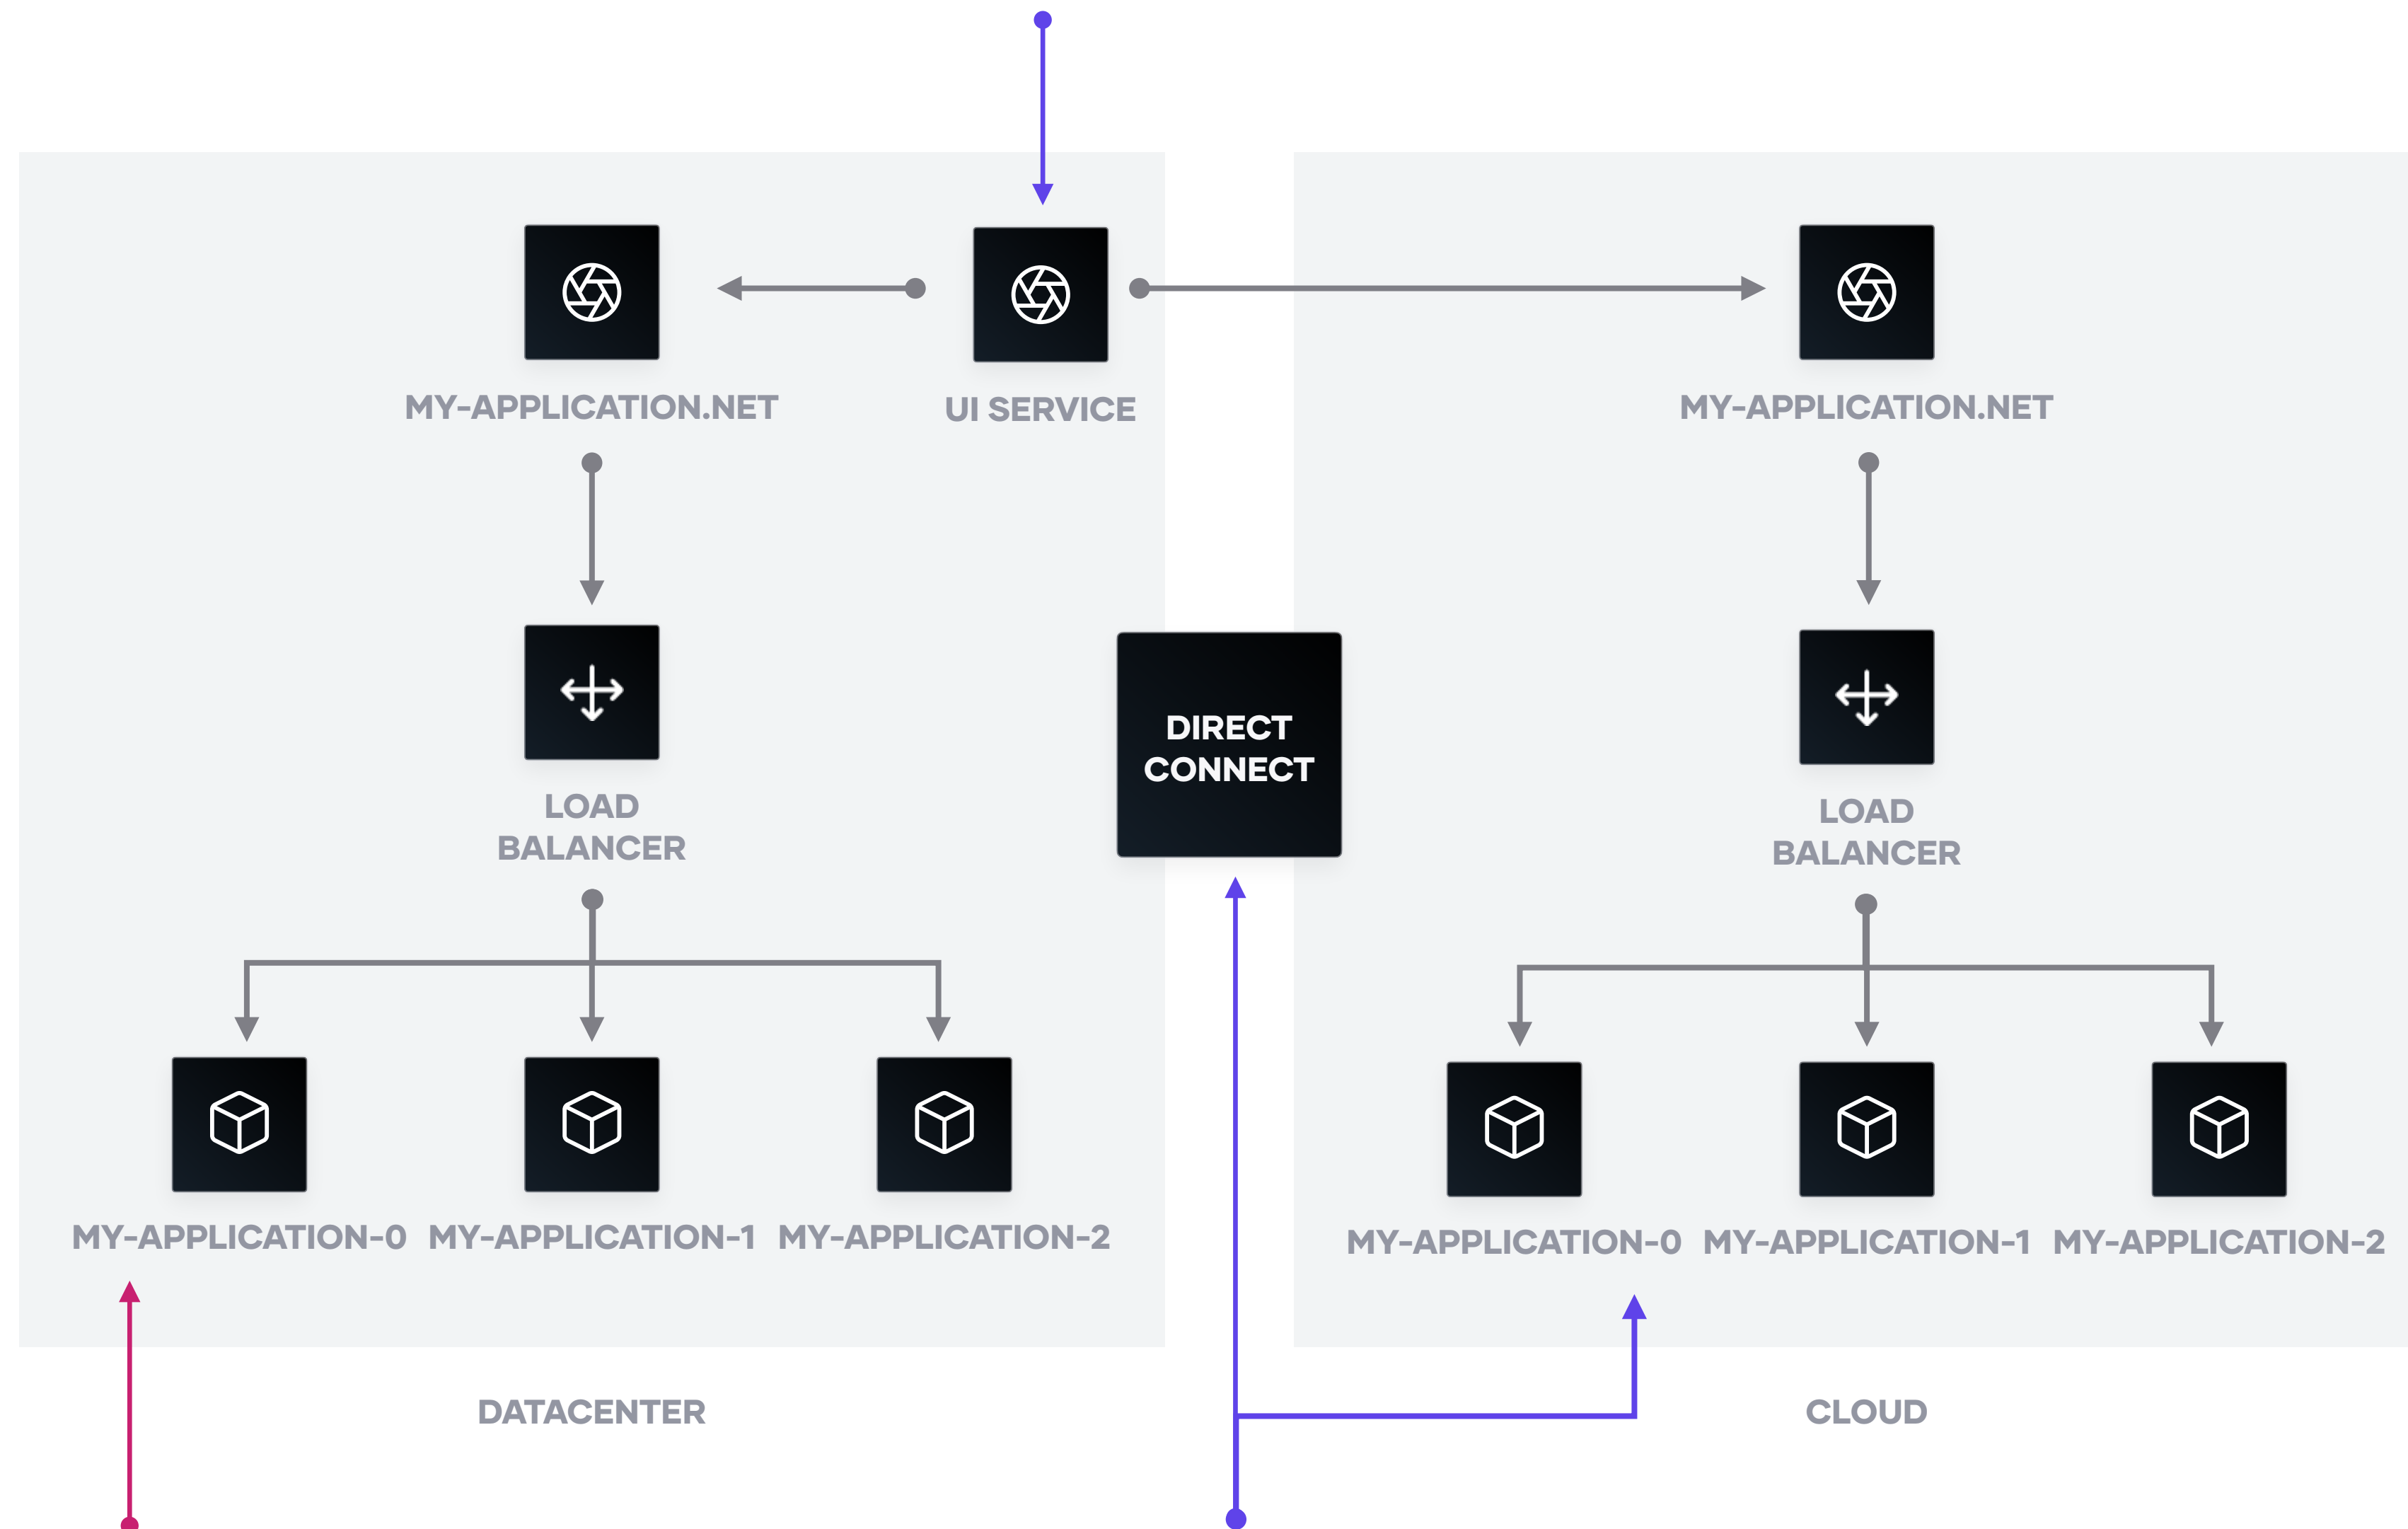 MY-APPLICATION.NET
UI SERVICE
MY-APPLICATION.NET
LOAD
BALANCER
DIRECT
CONNECT
LOAD
BALANCER
MY-APPLICATION-0
MY-APPLICATION-1
MY-APPLICATION-2
MY-APPLICATION-0
MY-APPLICATION-1
MY-APPLICATION-2
DATACENTER
CLOUD